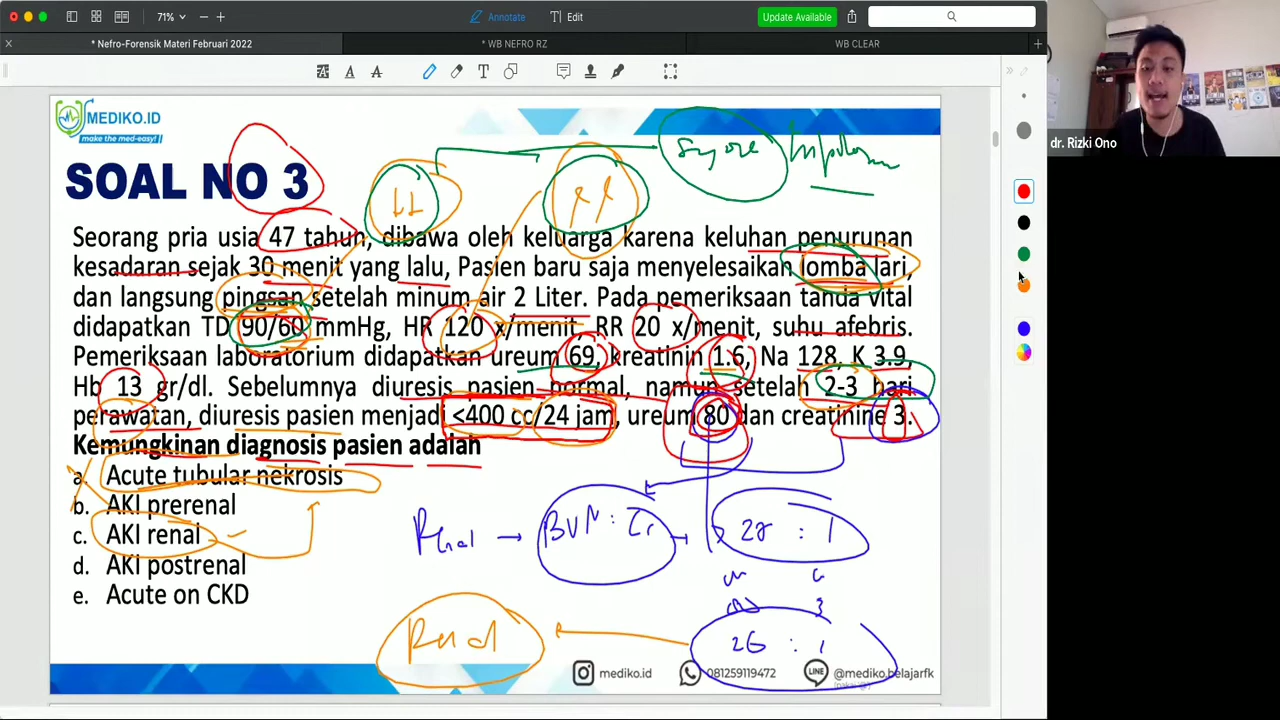 71%
Annotate
Edit
Update Available
* Nefro-Forensik Materi Februari 2022
* WB NEFRO RZ
WB CLEAR
MEDIKO.ID
make the med-easy!
dr. Rizki Ono
SOAL NO 3
Seorang pria usia 47 tahun, dibawa oleh keluarga karena keluhan penurunan
kesadaran sejak 30 menit yang lalu, Pasien baru saja menyelesaikan lomba lari,
dan langsung pingsan setelah minum air 2 Liter. Pada pemeriksaan tanda vital
didapatkan TD 90/60 mmHg, HR 120 x/menit, RR 20 x/menit, suhu afebris.
Pemeriksaan laboratorium didapatkan ureum 69, kreatinin 1.6, Na 128, K 3.9,
Hb 13 gr/dl. Sebelumnya diuresis pasien normal, namun setelah 2-3 hari
perawatan, diuresis pasien menjadi <400 cc/24 jam, ureum 80 dan creatinine 3.
Kemungkinan diagnosis pasien adalah
a. Acute tubular nekrosis
b. AKI prerenal
c. AKI renal
d. AKI postrenal
e. Acute on CKD
BUN : Cr
Renal
26 : 1
mediko.id
081259119472
@mediko.belajarfk